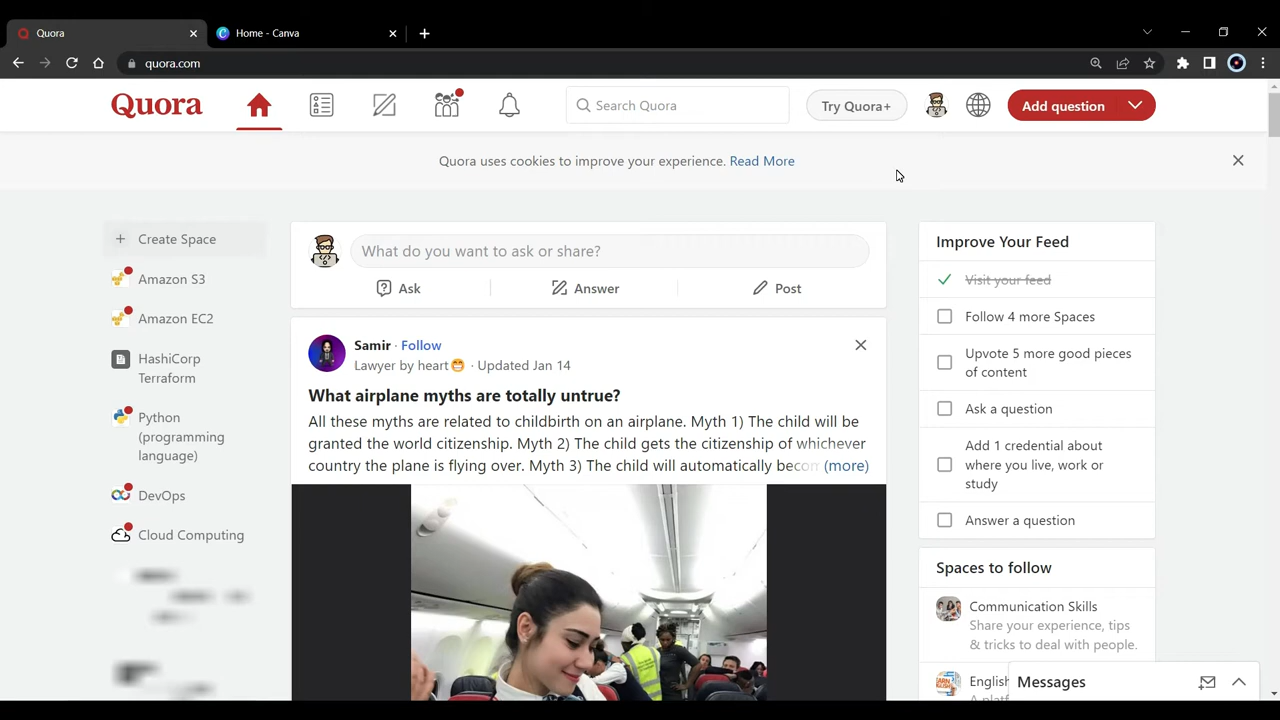 Quora
Home - Canva
quora.com
Quora
Search Quora
Try Quora+
Add question
Quora uses cookies to improve your experience. Read More
Create Space
Amazon S3
Amazon EC2
HashiCorp
Terraform
Python
(programming
language)
DevOps
Cloud Computing
What do you want to ask or share?
Ask
Answer
Post
Samir · Follow
Lawyer by heart😁 · Updated Jan 14
What airplane myths are totally untrue?
All these myths are related to childbirth on an airplane. Myth 1) The child will be
granted the world citizenship. Myth 2) The child gets the citizenship of whichever
country the plane is flying over. Myth 3) The child will automatically becom (more)
Improve Your Feed
Visit your feed
Follow 4 more Spaces
Upvote 5 more good pieces
of content
Ask a question
Add 1 credential about
where you live, work or
study
Answer a question
Spaces to follow
Communication Skills
Share your experience, tips
& tricks to deal with people.
English
Messages